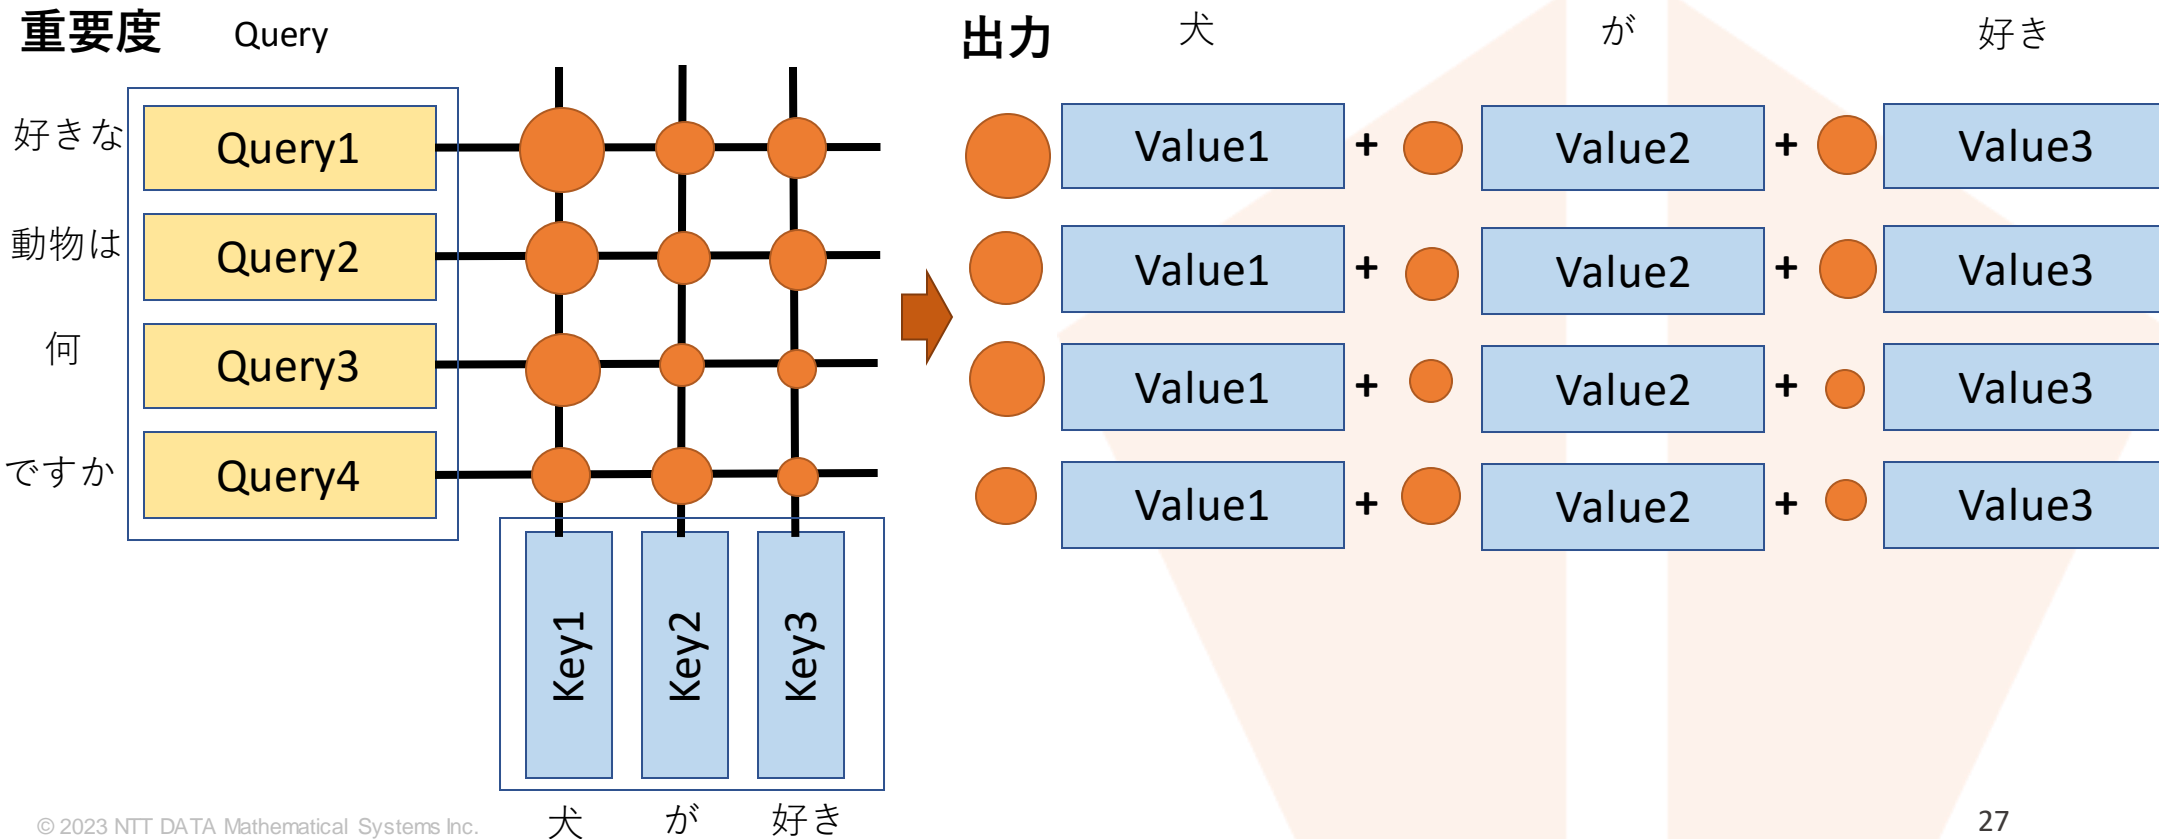 重要度 Query
好きな Query1
動物は Query2
何 Query3
ですか Query4
Key1 Key2 Key3
犬 が 好き
出力 犬 が 好き
Value1 + Value2 + Value3
Value1 + Value2 + Value3
Value1 + Value2 + Value3
Value1 + Value2 + Value3
© 2023 NTT DATA Mathematical Systems Inc.
27